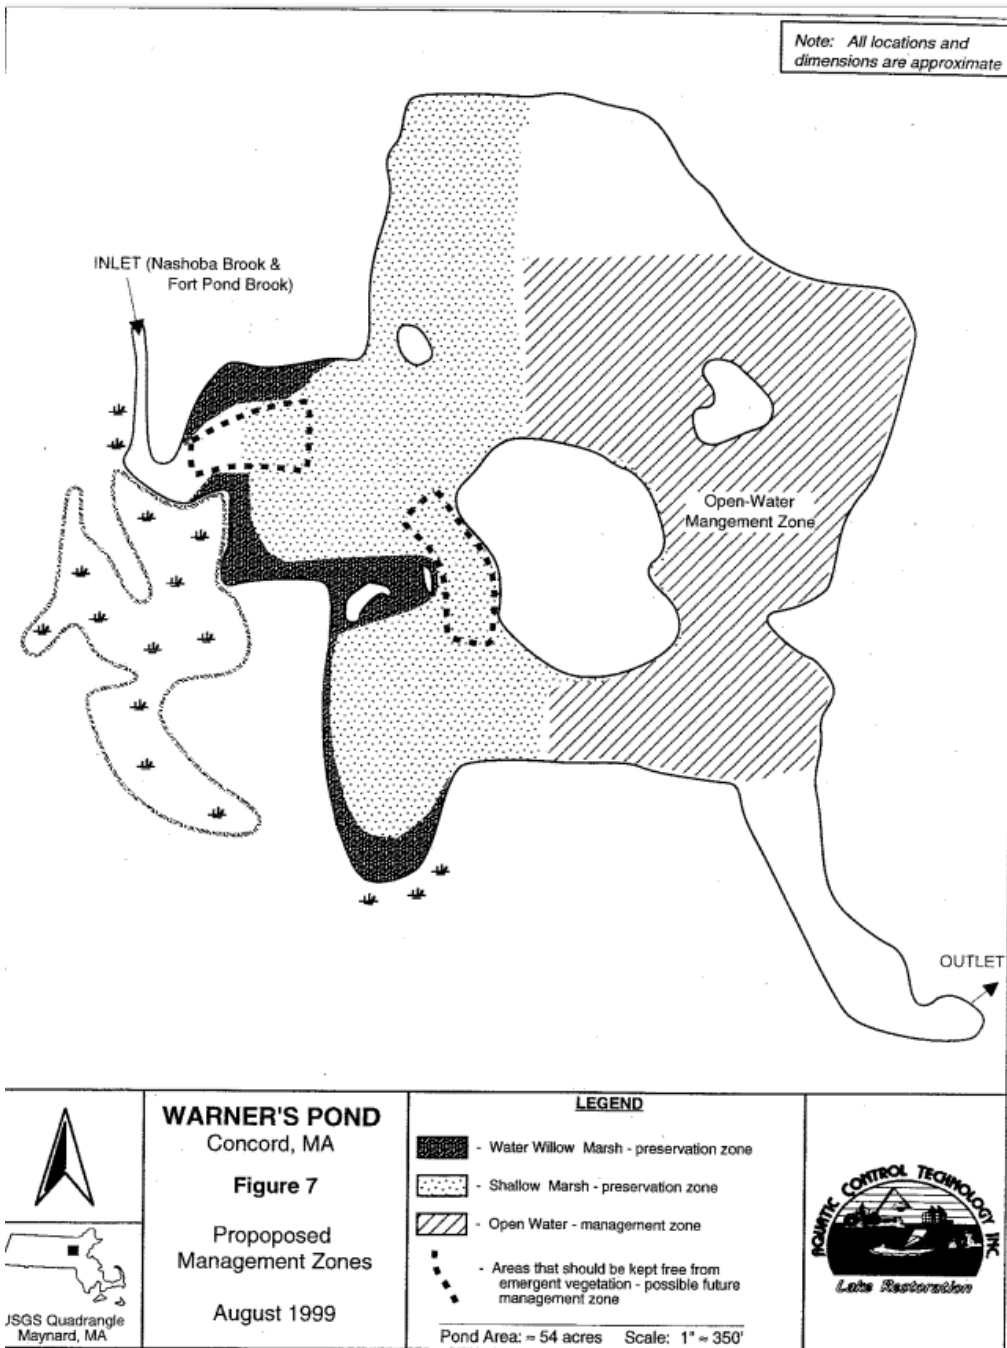 Note: All locations and
dimensions are approximate
INLET (Nashoba Brook &
Fort Pond Brook)
Open-Water
Mangement Zone
OUTLET
WARNER'S POND
Concord, MA
Figure 7
Propoposed
Management Zones
August 1999
USGS Quadrangle
Maynard, MA
LEGEND
- Water Willow Marsh - preservation zone
- Shallow Marsh - preservation zone
- Open Water - management zone
- Areas that should be kept free from
emergent vegetation - possible future
management zone
Pond Area: ≈ 54 acres Scale: 1" ≈ 350'
AQUATIC CONTROL TECHNOLOGY INC.
Lake Restoration